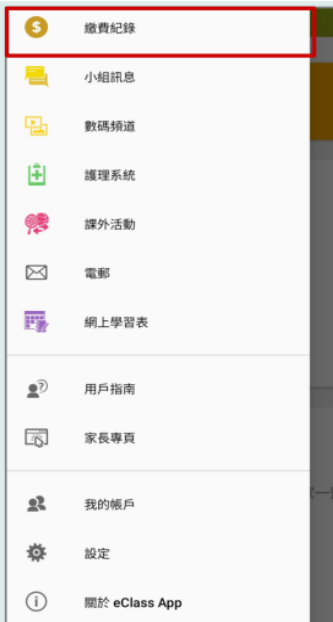 繳費紀錄
小組訊息
數碼頻道
護理系統
課外活動
電郵
網上學習表
用戶指南
家長專頁
我的帳戶
設定
關於 eClass App